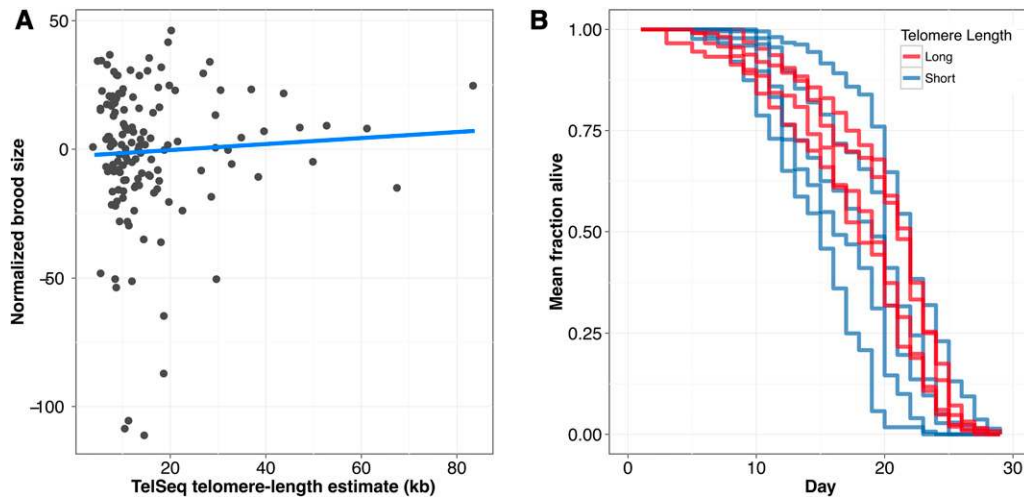 A
50
0
−50
−100
20
40
60
80
Normalized brood size
TelSeq telomere-length estimate (kb)
B
1.00
0.75
0.50
0.25
0.00
0
10
20
30
Mean fraction alive
Day
Telomere Length
Long
Short